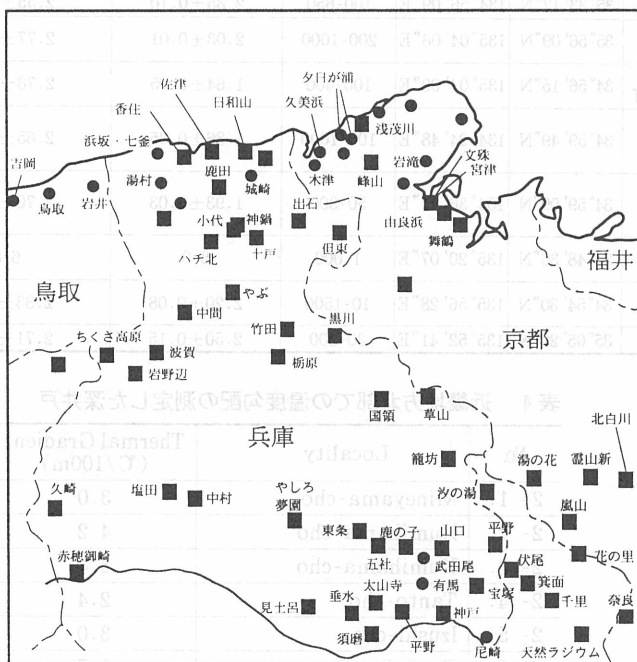 佐津
夕日が浦
香住
日和山
久美浜
浅茂川
浜坂・七釜
吉岡
鹿田
木津
岩滝
文殊
湯村
城崎
峰山
宮津
鳥取
岩井
小代
神鍋
出石
由良浜
但東
舞鶴
ハチ北
十戸
福井
鳥取
やぶ
中間
竹田
黒川
京都
ちくさ高原
波賀
栃原
岩野辺
国領
草山
北白川
兵庫
籠坊
湯の花
霊山新
久崎
塩田
中村
やしろ
夢園
汐の湯
嵐山
東条
鹿の子
山口
平野
五社
武田尾
伏尾
花の里
赤穂御崎
太山寺
有馬
宝塚
箕面
見土呂
垂水
神戸
千里
奈良
須磨
平野
尼崎
天然ラジウム